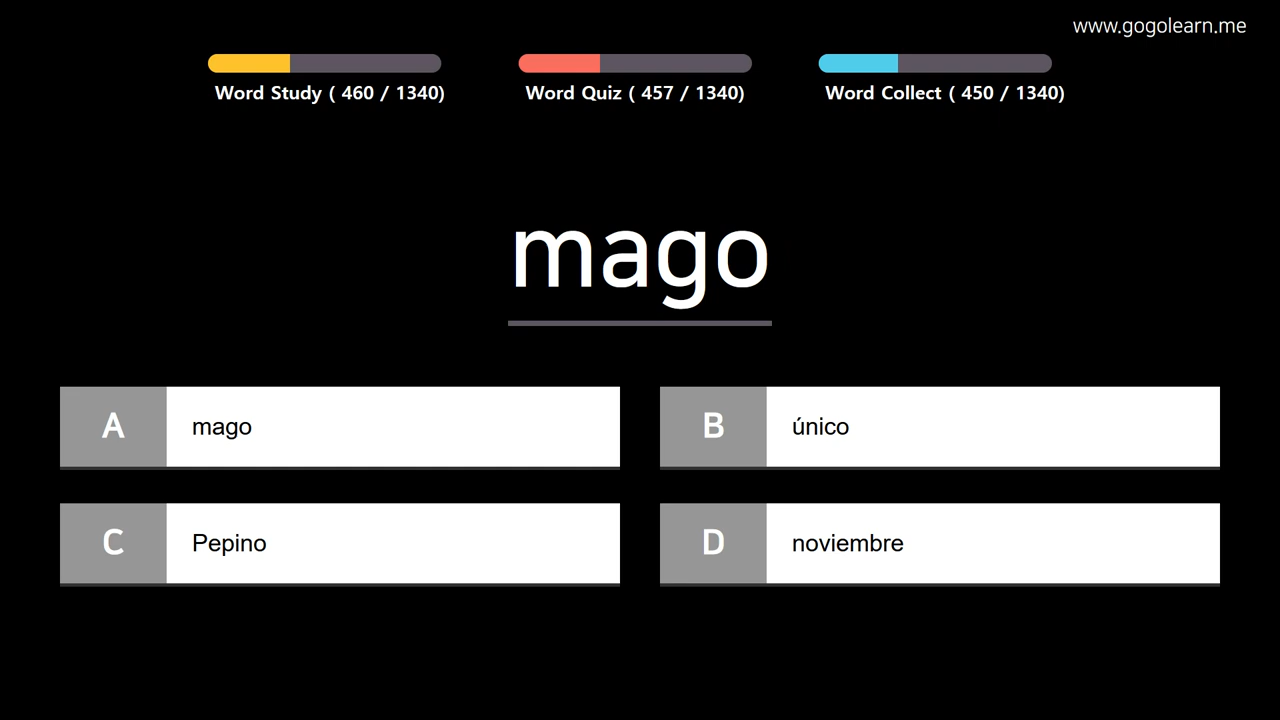 www.gogolearn.me
Word Study ( 460 / 1340)
Word Quiz ( 457 / 1340)
Word Collect ( 450 / 1340)
mago
A mago
B único
C Pepino
D noviembre